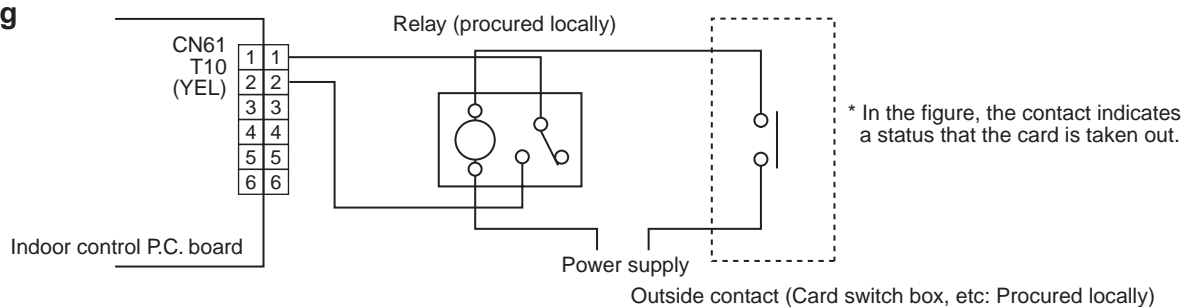 g
Relay (procured locally)
CN61
T10
(YEL)
1 1
2 2
3 3
4 4
5 5
6 6
* In the figure, the contact indicates
a status that the card is taken out.
Indoor control P.C. board
Power supply
Outside contact (Card switch box, etc: Procured locally)